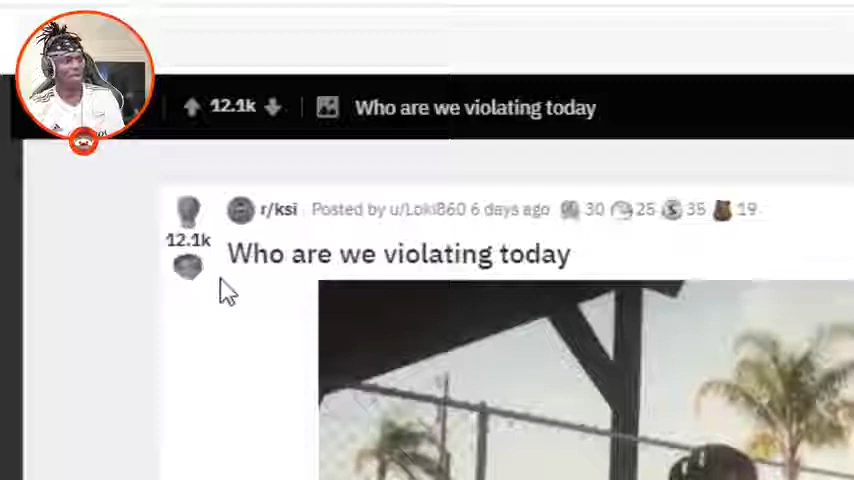 12.1k Who are we violating today
r/ksi Posted by u/Loki860 6 days ago 30 25 35 19
12.1k
Who are we violating today